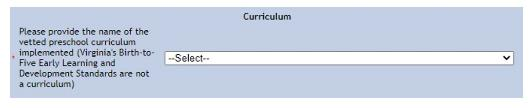 Curriculum
Please provide the name of the
vetted preschool curriculum
* implemented (Virginia's Birth-to-
Five Early Learning and
Development Standards are not
a curriculum)
--Select--